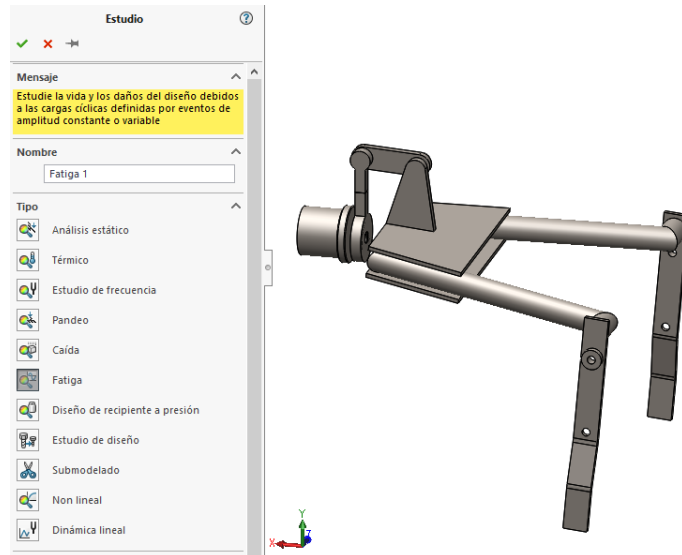 Estudio
Mensaje
Estudie la vida y los daños del diseño debidos
a las cargas cíclicas definidas por eventos de
amplitud constante o variable
Nombre
Fatiga 1
Tipo
Análisis estático
Térmico
Estudio de frecuencia
Pandeo
Caída
Fatiga
Diseño de recipiente a presión
Estudio de diseño
Submodelado
Non lineal
Dinámica lineal
Y
X
Z